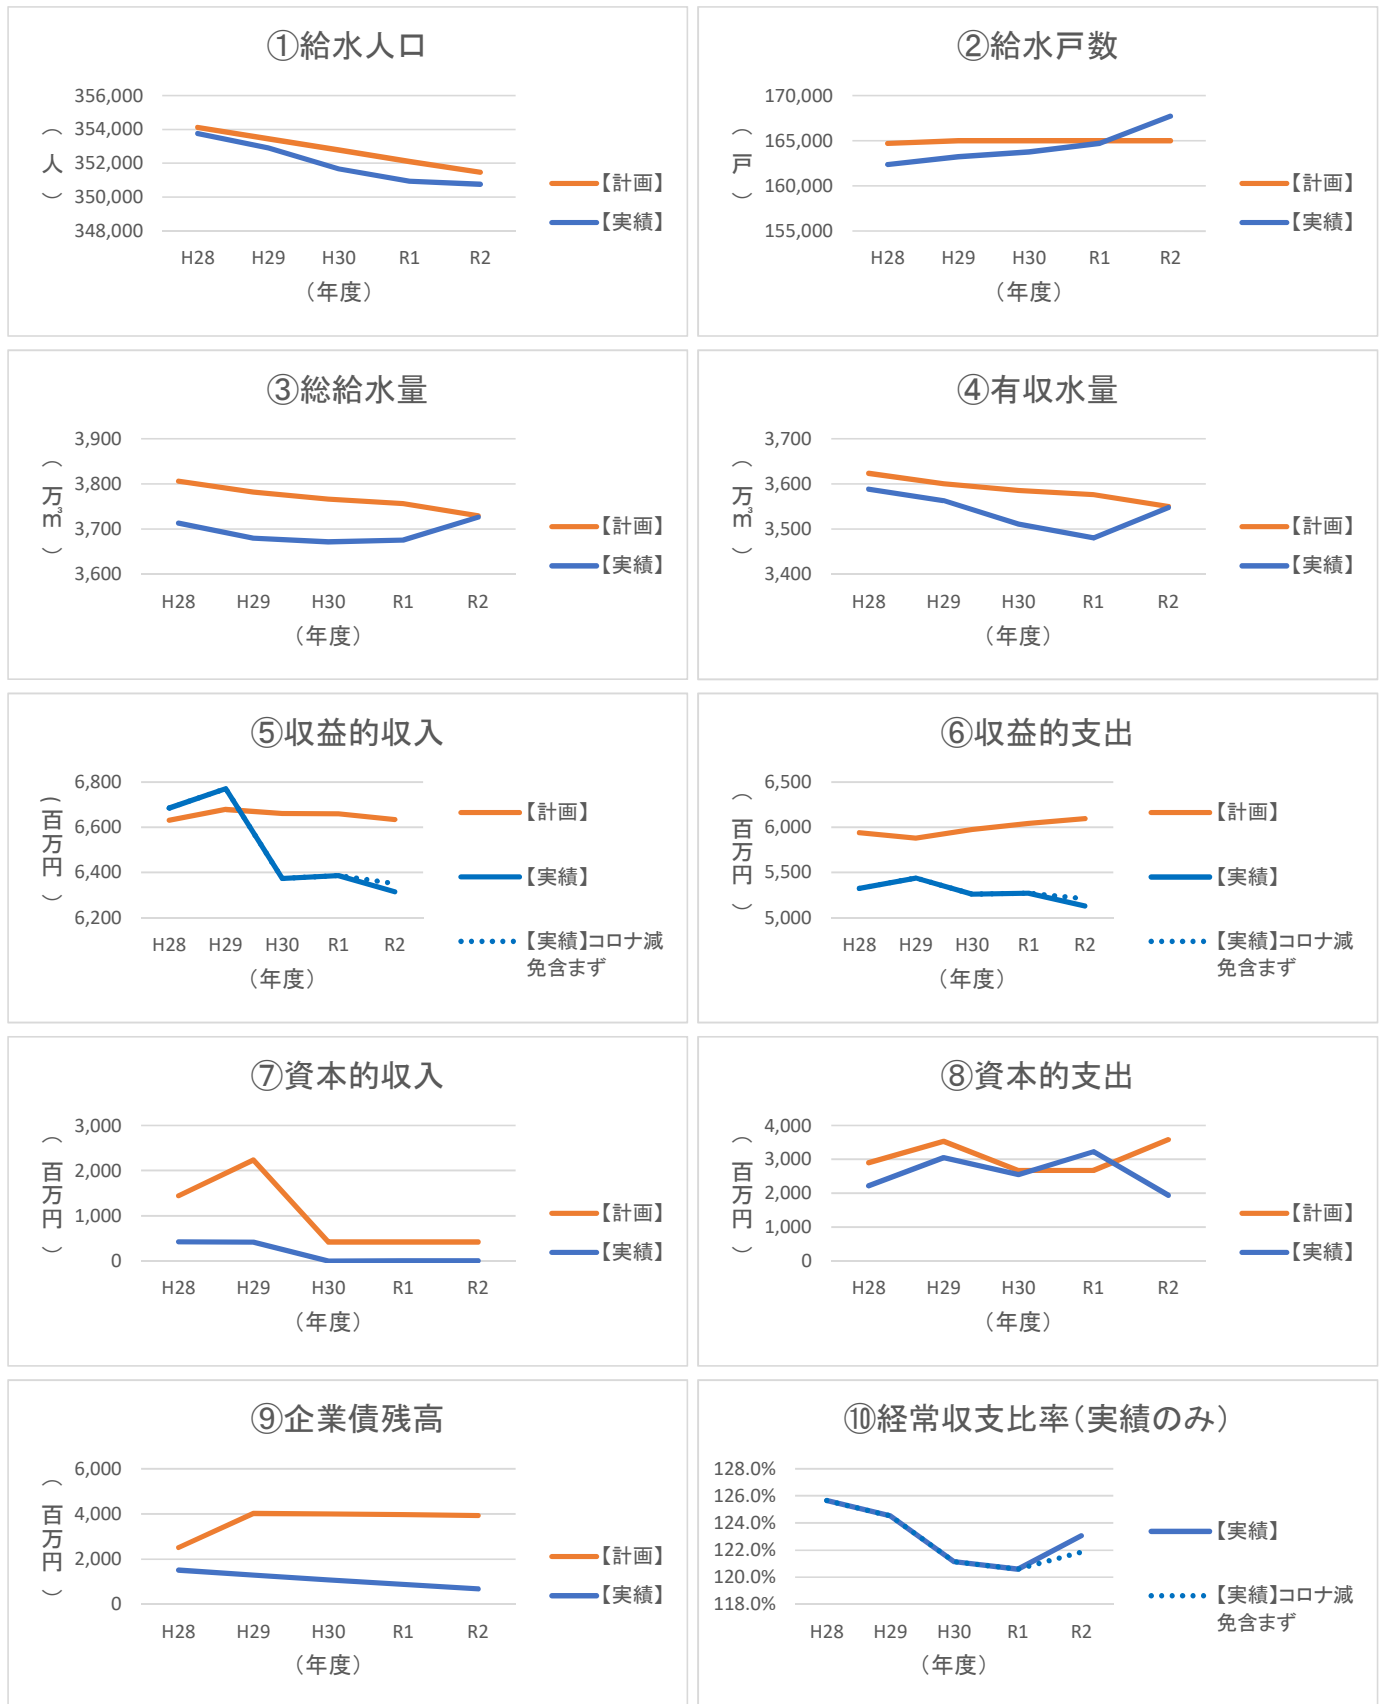 ①給水人口
356,000
354,000
352,000
350,000
348,000
（人）
H28 H29 H30 R1 R2
（年度）
【計画】
【実績】
②給水戸数
170,000
165,000
160,000
155,000
（戸）
H28 H29 H30 R1 R2
（年度）
【計画】
【実績】
③総給水量
3,900
3,800
3,700
3,600
（万㎥）
H28 H29 H30 R1 R2
（年度）
【計画】
【実績】
④有収水量
3,700
3,600
3,500
3,400
（万㎥）
H28 H29 H30 R1 R2
（年度）
【計画】
【実績】
⑤収益的収入
6,800
6,600
6,400
6,200
（百万円）
H28 H29 H30 R1 R2
（年度）
【計画】
【実績】
【実績】コロナ減
免含まず
⑥収益的支出
6,500
6,000
5,500
5,000
（百万円）
H28 H29 H30 R1 R2
（年度）
【計画】
【実績】
【実績】コロナ減
免含まず
⑦資本的収入
3,000
2,000
1,000
0
（百万円）
H28 H29 H30 R1 R2
（年度）
【計画】
【実績】
⑧資本的支出
4,000
3,000
2,000
1,000
0
（百万円）
H28 H29 H30 R1 R2
（年度）
【計画】
【実績】
⑨企業債残高
6,000
4,000
2,000
0
（百万円）
H28 H29 H30 R1 R2
（年度）
【計画】
【実績】
⑩経常収支比率（実績のみ）
128.0%
126.0%
124.0%
122.0%
120.0%
118.0%
H28 H29 H30 R1 R2
（年度）
【実績】
【実績】コロナ減
免含まず